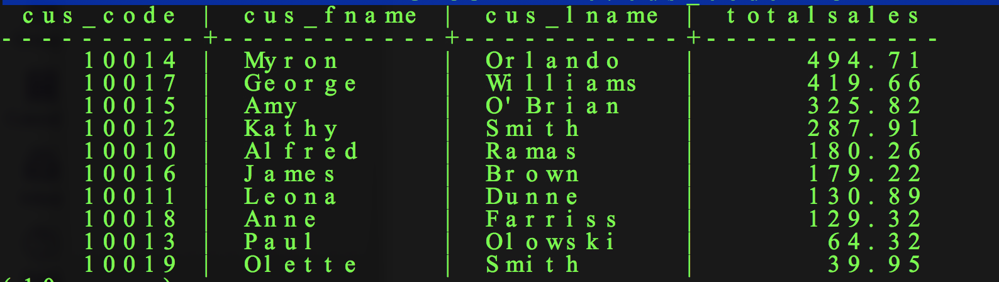 cus_code | cus_fname | cus_lname | totalsales
----------+-----------+-----------+------------
10014 | Myron | Orlando | 494.71
10017 | George | Williams | 419.66
10015 | Amy | O'Brian | 325.82
10012 | Kathy | Smith | 287.91
10010 | Alfred | Ramas | 180.26
10016 | James | Brown | 179.22
10011 | Leona | Dunne | 130.89
10018 | Anne | Farriss | 129.32
10013 | Paul | Olowski | 64.32
10019 | Olette | Smith | 39.95